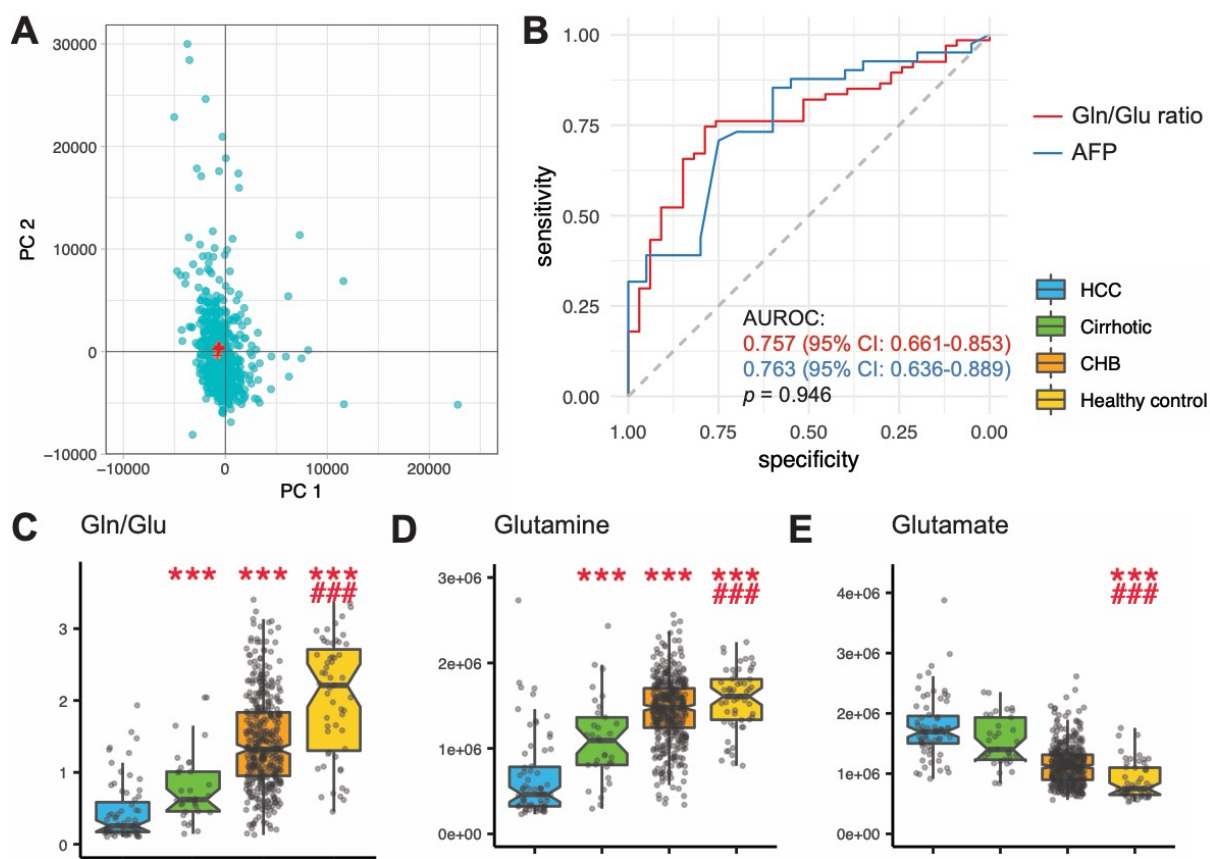 A
30000
20000
10000
0
−10000
PC 2
−10000
0
10000
20000
PC 1
B
1.00
0.75
0.50
0.25
0.00
sensitivity
AUROC:
0.757 (95% CI: 0.661-0.853)
0.763 (95% CI: 0.636-0.889)
p = 0.946
1.00
0.75
0.50
0.25
0.00
specificity
Gln/Glu ratio
AFP
HCC
Cirrhotic
CHB
Healthy control
C
Gln/Glu
*** *** ***
###
3
2
1
0
D
Glutamine
*** *** ***
###
3e+06
2e+06
1e+06
0e+00
E
Glutamate
***
###
4e+06
3e+06
2e+06
1e+06
0e+00